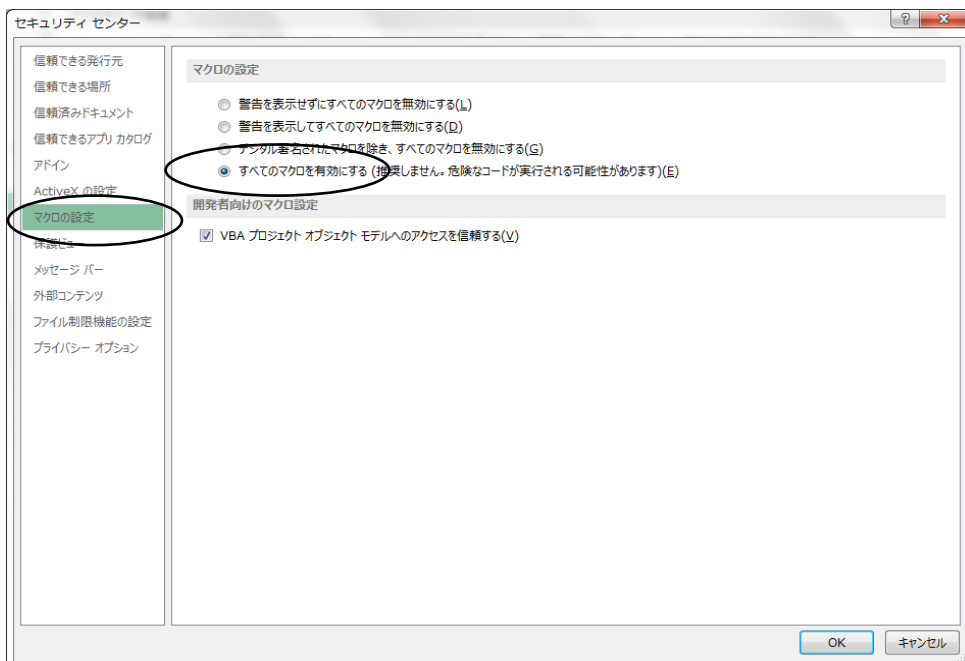 セキュリティ センター
信頼できる発行元
信頼できる場所
信頼済みドキュメント
信頼できるアプリ カタログ
アドイン
ActiveX の設定
マクロの設定
保護ビュー
メッセージ バー
外部コンテンツ
ファイル制限機能の設定
プライバシー オプション
マクロの設定
警告を表示せずにすべてのマクロを無効にする(L)
警告を表示してすべてのマクロを無効にする(D)
デジタル署名されたマクロを除き、すべてのマクロを無効にする(G)
すべてのマクロを有効にする (推奨しません。危険なコードが実行される可能性があります)(E)
開発者向けのマクロ設定
VBA プロジェクト オブジェクト モデルへのアクセスを信頼する(V)
OK
キャンセル